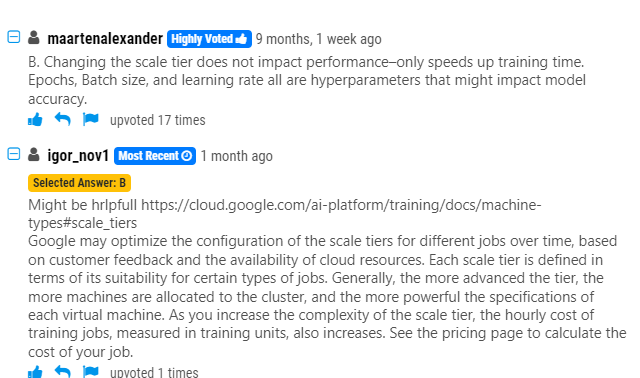 maartenalexander Highly Voted 9 months, 1 week ago
B. Changing the scale tier does not impact performance–only speeds up training time.
Epochs, Batch size, and learning rate all are hyperparameters that might impact model
accuracy.
upvoted 17 times
igor_nov1 Most Recent 1 month ago
Selected Answer: B
Might be hrlpfull https://cloud.google.com/ai-platform/training/docs/machine-
types#scale_tiers
Google may optimize the configuration of the scale tiers for different jobs over time, based
on customer feedback and the availability of cloud resources. Each scale tier is defined in
terms of its suitability for certain types of jobs. Generally, the more advanced the tier, the
more machines are allocated to the cluster, and the more powerful the specifications of
each virtual machine. As you increase the complexity of the scale tier, the hourly cost of
training jobs, measured in training units, also increases. See the pricing page to calculate the
cost of your job.
upvoted 1 times